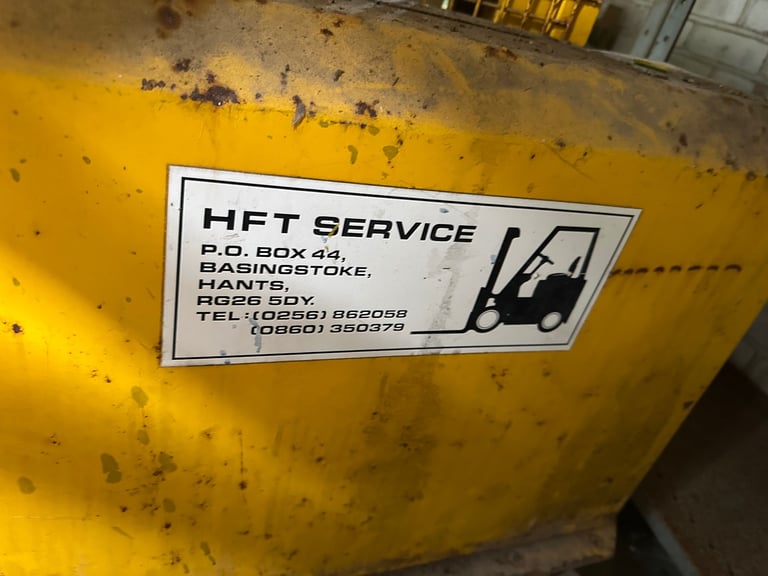 HFT SERVICE
P.O. BOX 44,
BASINGSTOKE,
HANTS,
RG26 5DY.
TEL:(0256) 862058
(0860) 350379